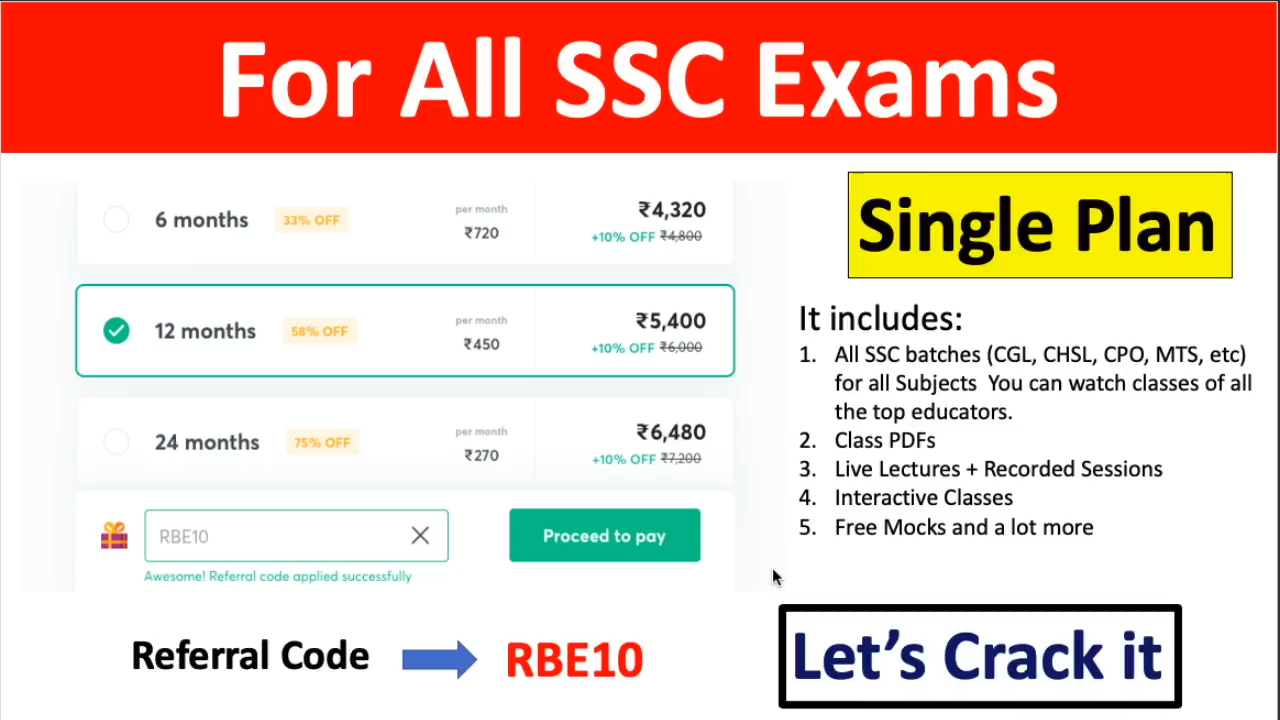 For All SSC Exams
6 months 33% OFF per month ₹720 ₹4,320 +10% OFF ₹4,800
12 months 58% OFF per month ₹450 ₹5,400 +10% OFF ₹6,000
24 months 75% OFF per month ₹270 ₹6,480 +10% OFF ₹7,200
RBE10
Proceed to pay
Awesome! Referral code applied successfully
Single Plan
It includes:
1. All SSC batches (CGL, CHSL, CPO, MTS, etc)
for all Subjects You can watch classes of all
the top educators.
2. Class PDFs
3. Live Lectures + Recorded Sessions
4. Interactive Classes
5. Free Mocks and a lot more
Referral Code RBE10
Let's Crack it